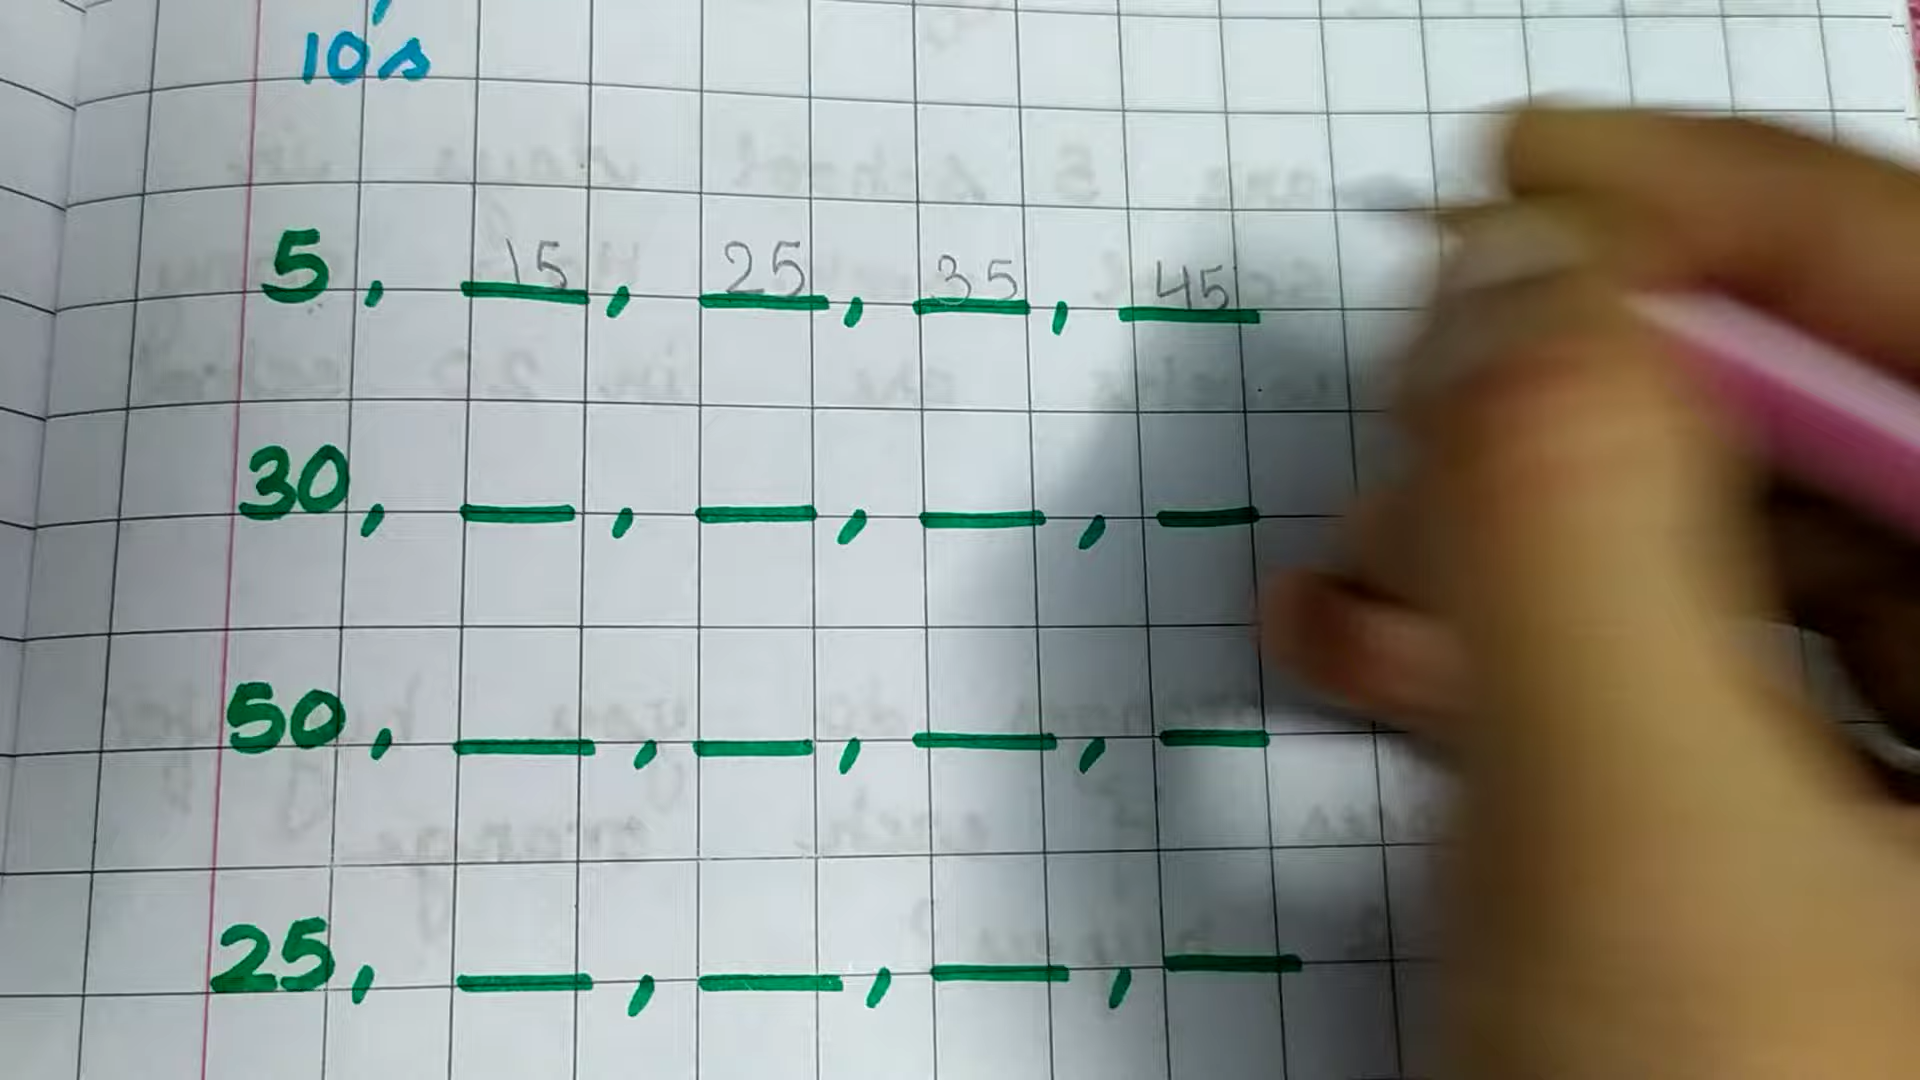 10s
5, 15, 25, 35, 45
30, __, __, __, __
50, __, __, __, __
25, __, __, __, __